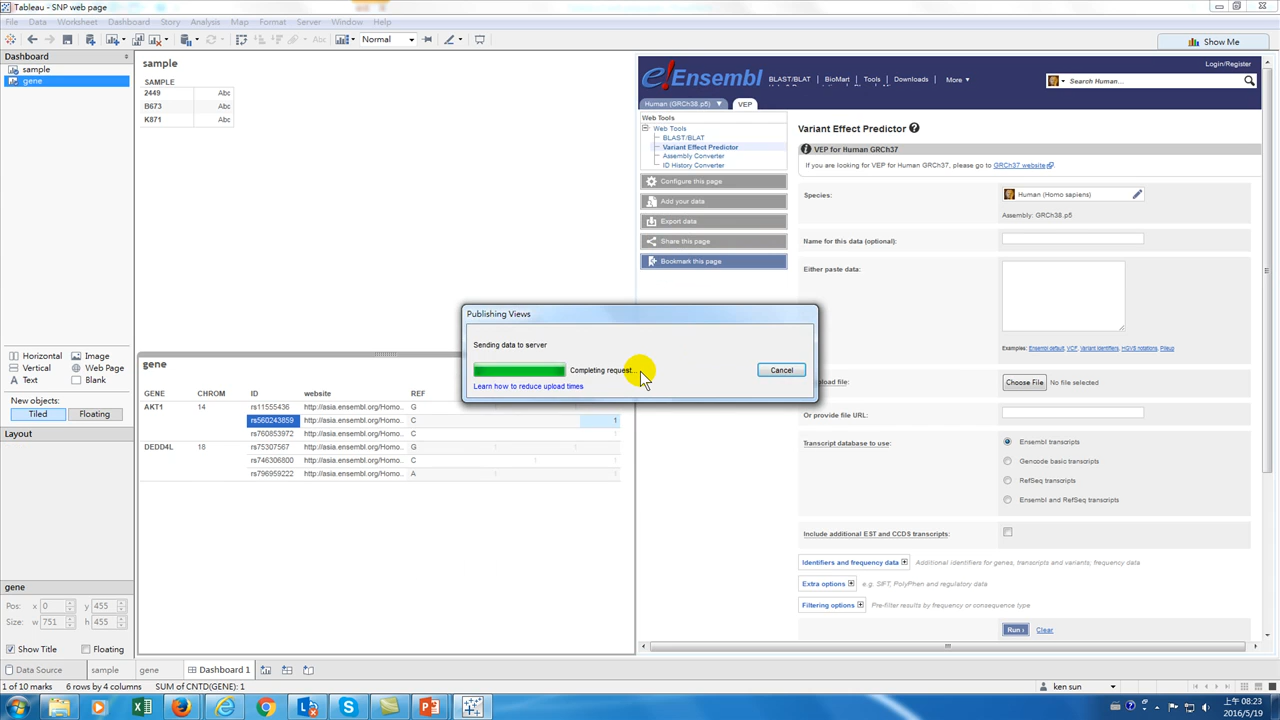 Tableau - SNP web page
File Data Worksheet Dashboard Story Analysis Map Format Server Window Help
Normal
Show Me
Dashboard
sample
gene
Horizontal Image
Vertical Web Page
Text Blank
New objects:
Tiled Floating
Layout
gene
Pos: x 0 y 455
Size: w 751 h 455
Show Title Floating
sample
SAMPLE
2449 Abc
B673 Abc
K871 Abc
gene
GENE CHROM ID website REF
AKT1 14 rs11555436 http://asia.ensembl.org/Homo.. G
rs560243859 http://asia.ensembl.org/Homo.. C 1
rs760853972 http://asia.ensembl.org/Homo.. C
DEDD4L 18 rs75307567 http://asia.ensembl.org/Homo.. G
rs746306800 http://asia.ensembl.org/Homo.. C
rs796959222 http://asia.ensembl.org/Homo.. A
Login/Register
e!Ensembl BLAST/BLAT BioMart Tools Downloads More
Search Human...
Human (GRCh38.p5) VEP
Web Tools
Web Tools
BLAST/BLAT
Variant Effect Predictor
Assembly Converter
ID History Converter
Configure this page
Add your data
Export data
Share this page
Bookmark this page
Variant Effect Predictor
VEP for Human GRCh37
If you are looking for VEP for Human GRCh37, please go to GRCh37 website
Species: Human (Homo sapiens)
Assembly: GRCh38.p5
Name for this data (optional):
Either paste data:
Examples: Ensembl default, VCF, Variant identifiers, HGVS notations, Pileup
file: Choose File No file selected
Or provide file URL:
Transcript database to use: Ensembl transcripts
Gencode basic transcripts
RefSeq transcripts
Ensembl and RefSeq transcripts
Include additional EST and CCDS transcripts:
Identifiers and frequency data Additional identifiers for genes, transcripts and variants; frequency data
Extra options e.g. SIFT, PolyPhen and regulatory data
Filtering options Pre-filter results by frequency or consequence type
Run › Clear
Publishing Views
Sending data to server
Completing request...
Cancel
Learn how to reduce upload times
Data Source sample gene Dashboard 1
1 of 10 marks 6 rows by 4 columns SUM of CNTD(GENE): 1
ken sun
上午 08:23
2016/5/19